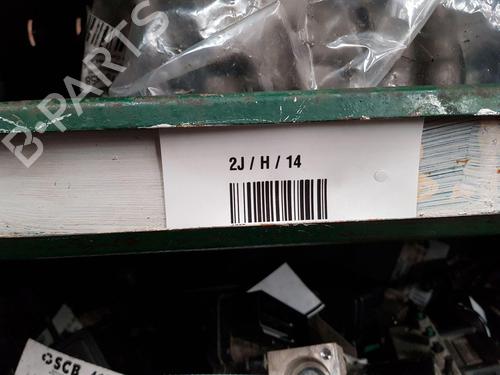 B-PARTS
2J / H / 14
SCB